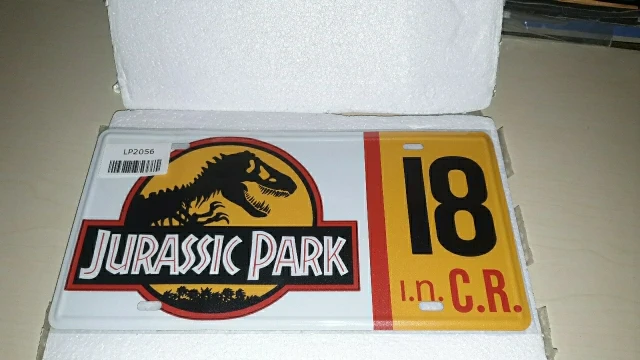 LP2056
JURASSIC PARK
18
I.n. C.R.